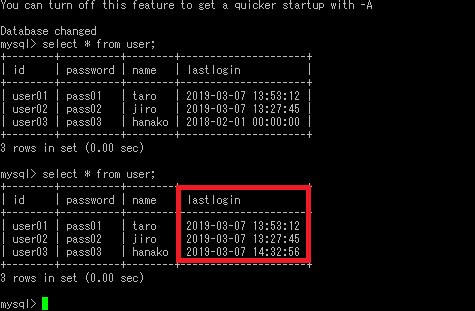 You can turn off this feature to get a quicker startup with -A
Database changed
mysql> select * from user;
+--------+----------+--------+---------------------+
| id     | password | name   | lastlogin           |
+--------+----------+--------+---------------------+
| user01 | pass01   | taro   | 2019-03-07 13:53:12 |
| user02 | pass02   | jiro   | 2019-03-07 13:27:45 |
| user03 | pass03   | hanako | 2018-02-01 00:00:00 |
+--------+----------+--------+---------------------+
3 rows in set (0.00 sec)
mysql> select * from user;
+--------+----------+--------+---------------------+
| id     | password | name   | lastlogin           |
+--------+----------+--------+---------------------+
| user01 | pass01   | taro   | 2019-03-07 13:53:12 |
| user02 | pass02   | jiro   | 2019-03-07 13:27:45 |
| user03 | pass03   | hanako | 2019-03-07 14:32:56 |
+--------+----------+--------+---------------------+
3 rows in set (0.00 sec)
mysql>